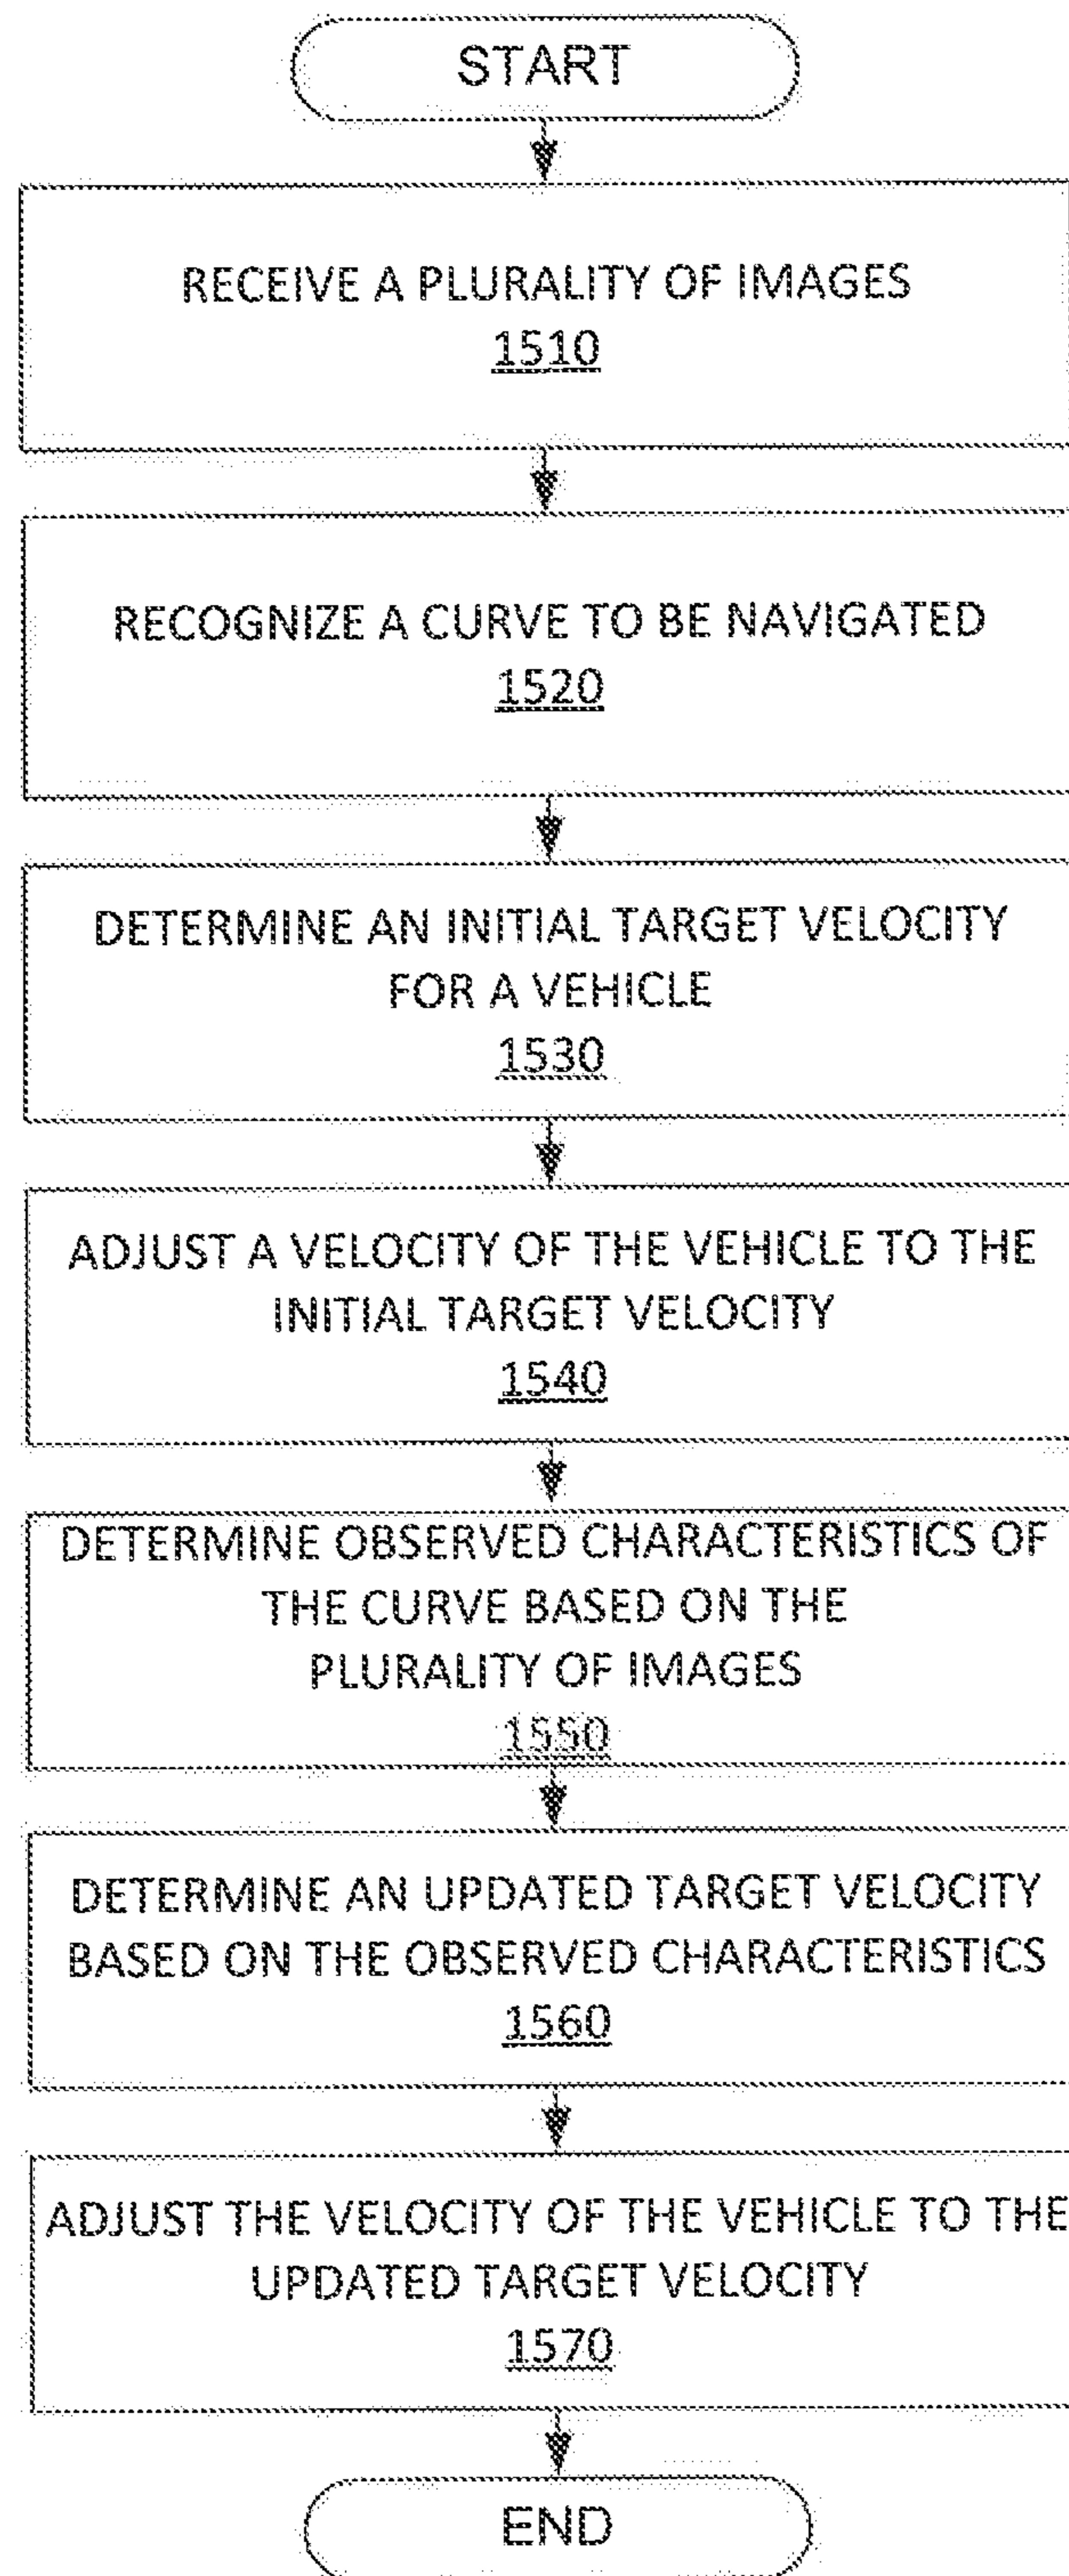 START
RECEIVE A PLURALITY OF IMAGES
1510
RECOGNIZE A CURVE TO BE NAVIGATED
1520
DETERMINE AN INITIAL TARGET VELOCITY
FOR A VEHICLE
1530
ADJUST A VELOCITY OF THE VEHICLE TO THE
INITIAL TARGET VELOCITY
1540
DETERMINE OBSERVED CHARACTERISTICS OF
THE CURVE BASED ON THE
PLURALITY OF IMAGES
1550
DETERMINE AN UPDATED TARGET VELOCITY
BASED ON THE OBSERVED CHARACTERISTICS
1560
ADJUST THE VELOCITY OF THE VEHICLE TO THE
UPDATED TARGET VELOCITY
1570
END